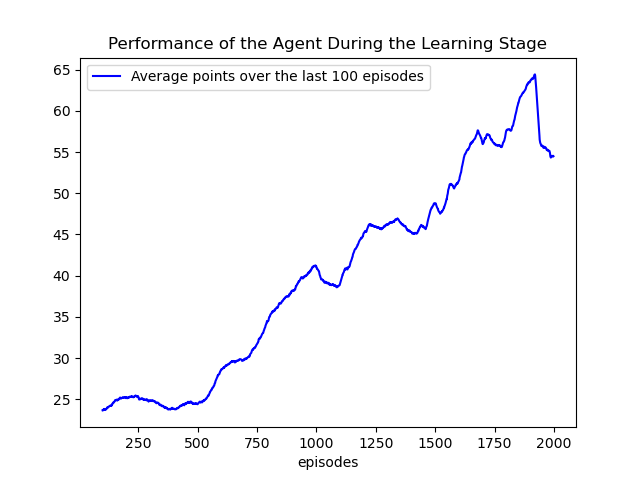 Performance of the Agent During the Learning Stage
Average points over the last 100 episodes
65
60
55
50
45
40
35
30
25
250 500 750 1000 1250 1500 1750 2000
episodes